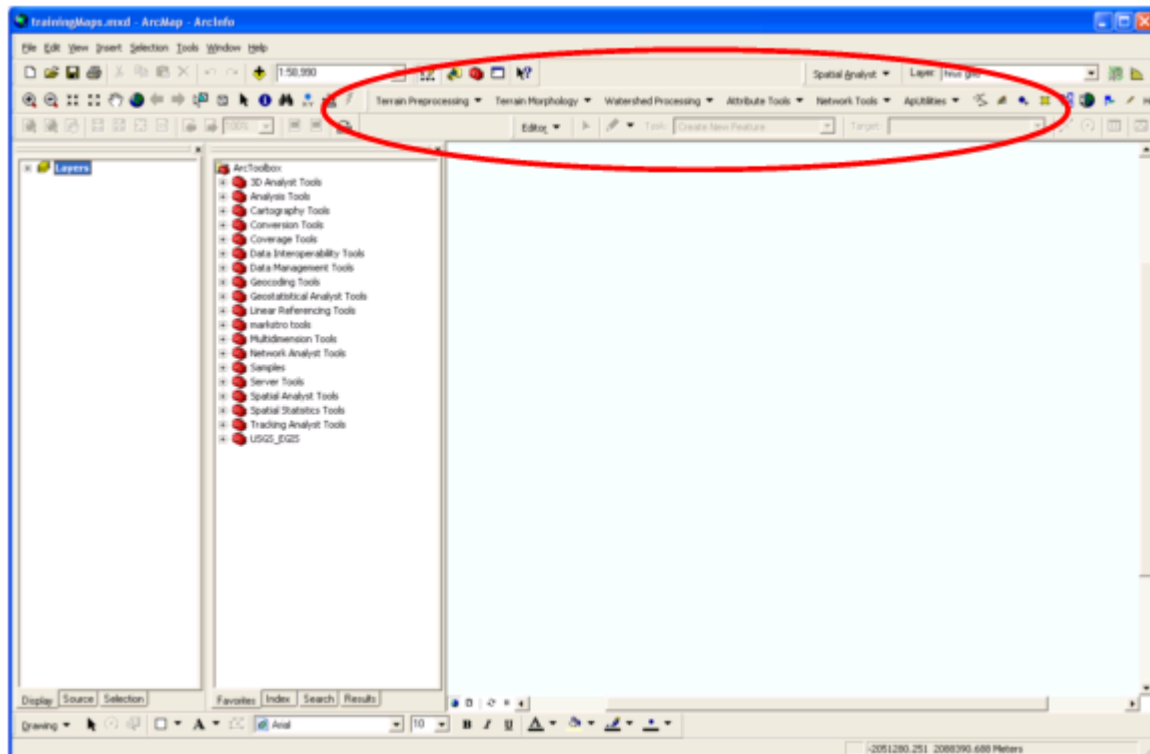 trainingMaps.mxd - ArcMap - ArcInfo
File Edit View Insert Selection Tools Window Help
1:58,990
Spatial Analyst
Layer:
Terrain Preprocessing Terrain Morphology Watershed Processing Attribute Tools Network Tools ApUtilities
100%
Editor Task: Create New Feature Target:
Layers
ArcToolbox
3D Analyst Tools
Analysis Tools
Cartography Tools
Conversion Tools
Coverage Tools
Data Interoperability Tools
Data Management Tools
Geocoding Tools
Geostatistical Analyst Tools
Linear Referencing Tools
markstro tools
Multidimension Tools
Network Analyst Tools
Samples
Server Tools
Spatial Analyst Tools
Spatial Statistics Tools
Tracking Analyst Tools
USGS_EGIS
Display Source Selection
Favorites Index Search Results
Drawing A Arial 10 B I U A
-2051280.251 2088390.688 Meters